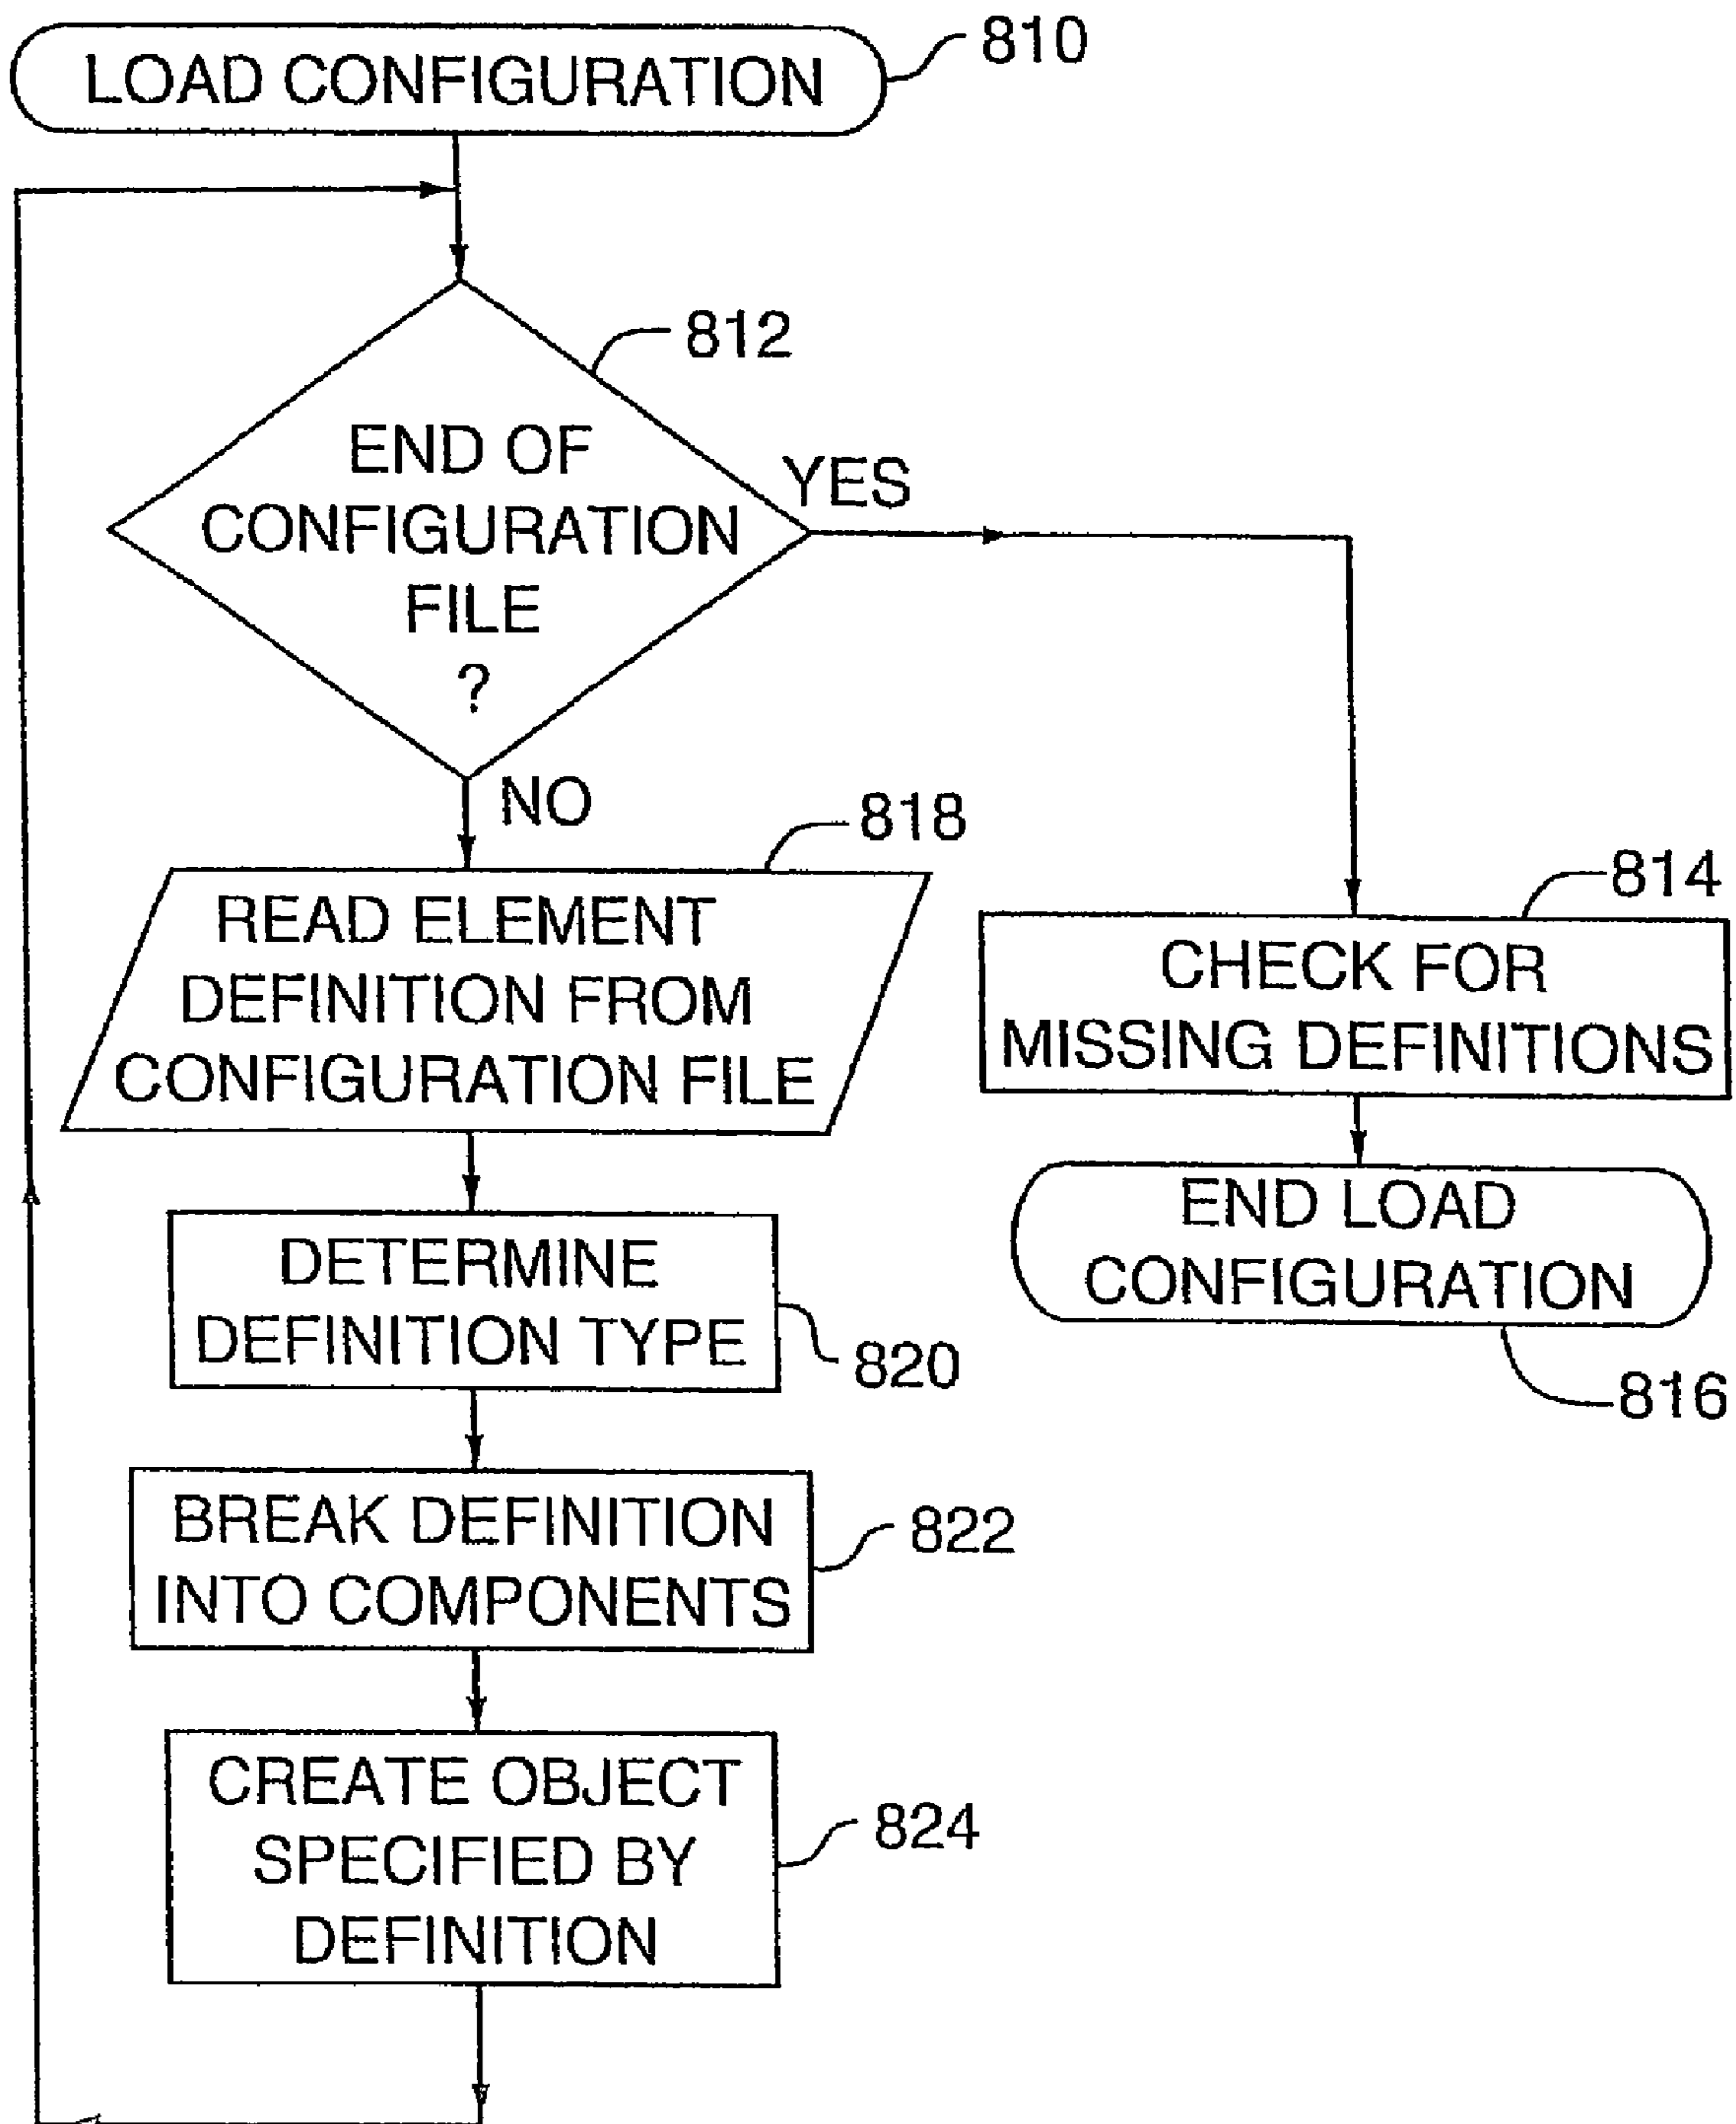 LOAD CONFIGURATION
810
812
END OF
CONFIGURATION
FILE
?
YES
NO
818
READ ELEMENT
DEFINITION FROM
CONFIGURATION FILE
814
CHECK FOR
MISSING DEFINITIONS
END LOAD
CONFIGURATION
816
DETERMINE
DEFINITION TYPE
820
BREAK DEFINITION
INTO COMPONENTS
822
CREATE OBJECT
SPECIFIED BY
DEFINITION
824